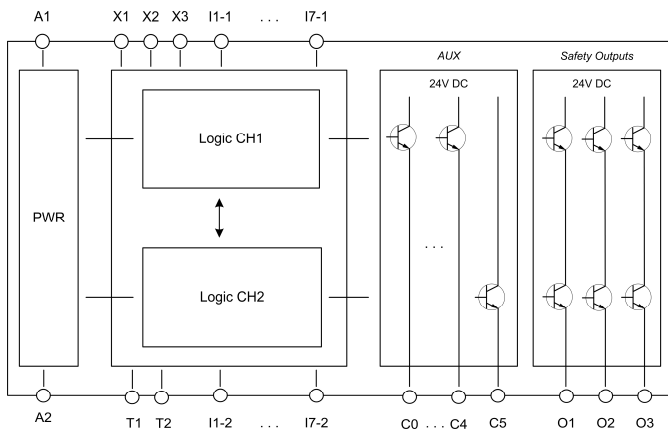 A1 X1 X2 X3 I1-1 . . . I7-1
AUX Safety Outputs
24V DC 24V DC
Logic CH1
PWR
. . .
Logic CH2
A2 T1 T2 I1-2 . . . I7-2 C0 . . . C4 C5 O1 O2 O3